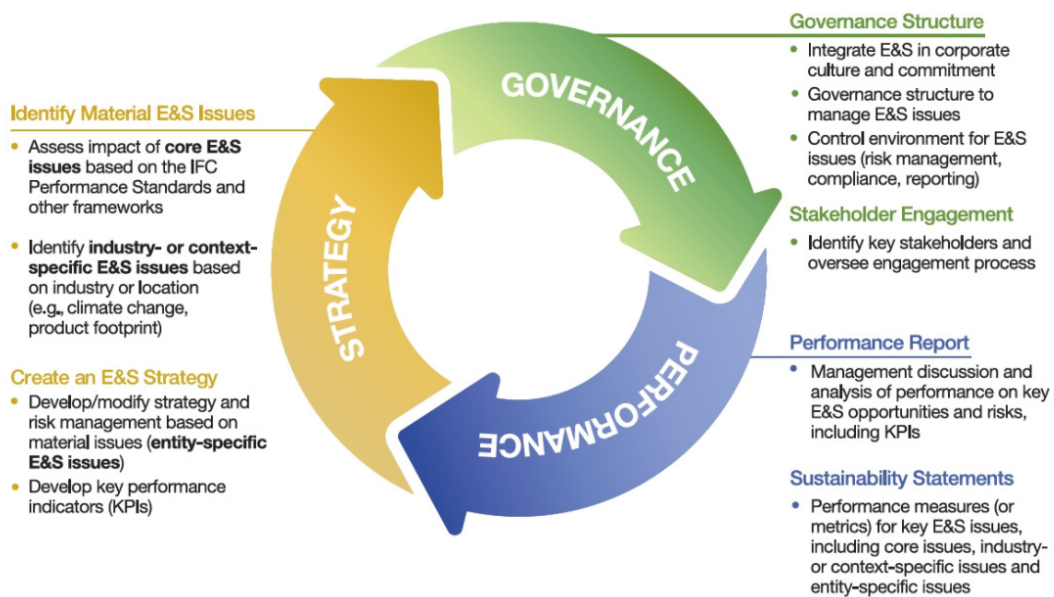 Identify Material E&S Issues
• Assess impact of core E&S
issues based on the IFC
Performance Standards and
other frameworks
• Identify industry- or context-
specific E&S issues based
on industry or location
(e.g., climate change,
product footprint)
Create an E&S Strategy
• Develop/modify strategy and
risk management based on
material issues (entity-specific
E&S issues)
• Develop key performance
indicators (KPIs)
STRATEGY
GOVERNANCE
PERFORMANCE
Governance Structure
• Integrate E&S in corporate
culture and commitment
• Governance structure to
manage E&S issues
• Control environment for E&S
issues (risk management,
compliance, reporting)
Stakeholder Engagement
• Identify key stakeholders and
oversee engagement process
Performance Report
• Management discussion and
analysis of performance on key
E&S opportunities and risks,
including KPIs
Sustainability Statements
• Performance measures (or
metrics) for key E&S issues,
including core issues, industry-
or context-specific issues and
entity-specific issues